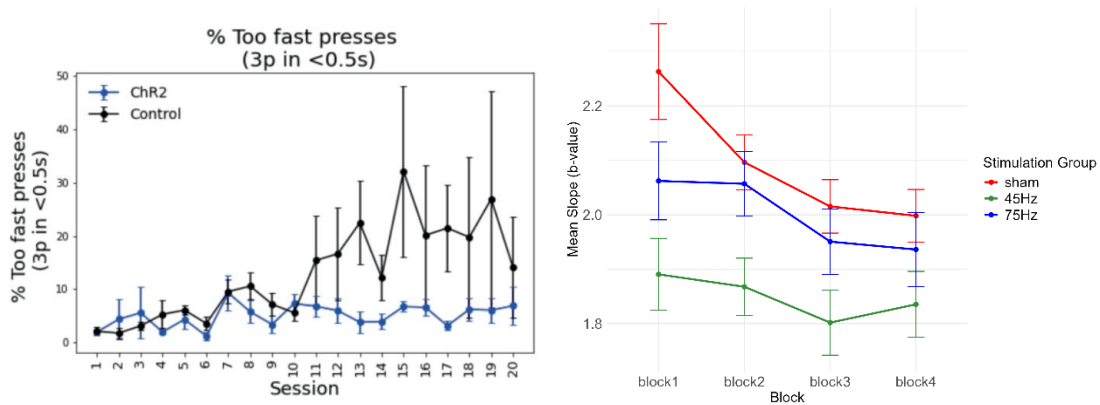 % Too fast presses
(3p in <0.5s)
% Too fast presses
(3p in <0.5s)
50
40
30
20
10
0
ChR2
Control
1
2
3
4
5
6
7
8
9
10
11
12
13
14
15
16
17
18
19
20
Session
Mean Slope (b-value)
2.2
2.0
1.8
block1
block2
block3
block4
Block
Stimulation Group
sham
45Hz
75Hz